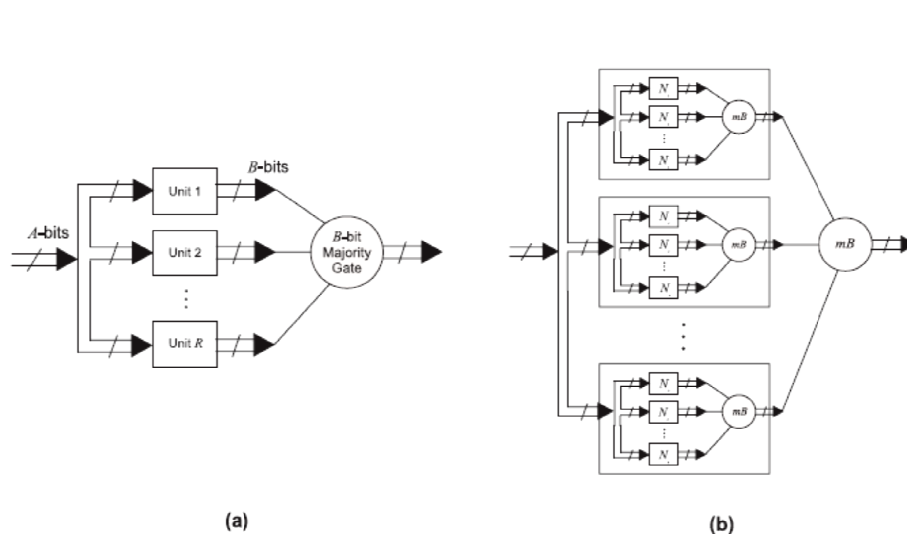 A-bits
B-bits
Unit 1
Unit 2
⋮
Unit R
B-bit
Majority
Gate
(a)
N
N
⋮
N
mB
N
N
⋮
N
mB
⋮
N
N
⋮
N
mB
mB
(b)